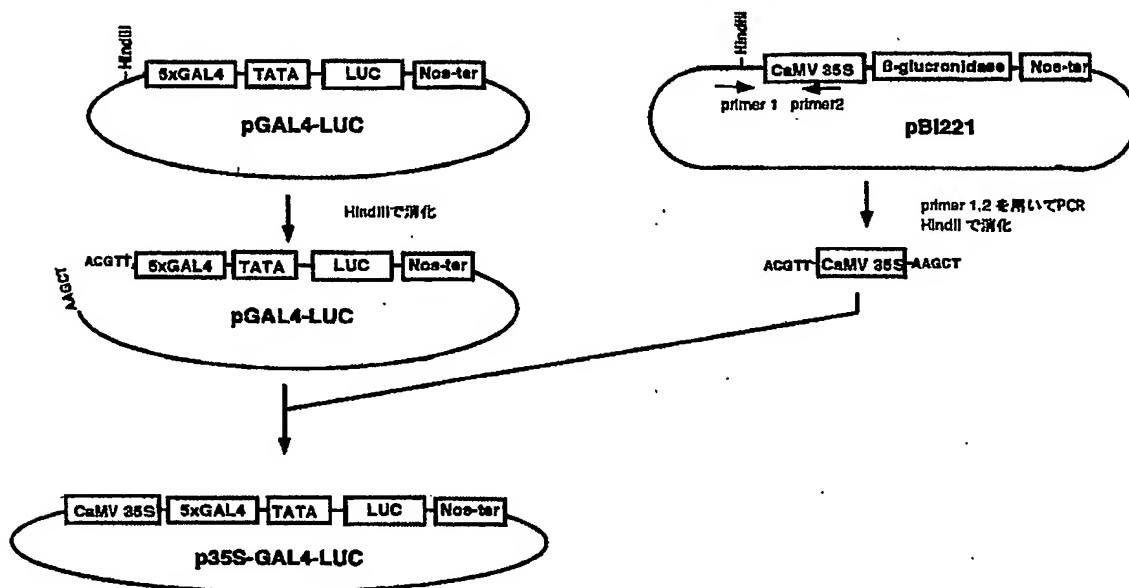 HindIII
5xGAL4 TATA LUC Nos-ter
pGAL4-LUC
HindIIIで消化
ACGTT 5xGAL4 TATA LUC Nos-ter
AAGCT
pGAL4-LUC
HindIII
CaMV 35S β-glucronidase Nos-ter
primer 1 primer2
pBI221
primer 1,2 を用いてPCR
HindII で消化
ACGTT CaMV 35S AAGCT
CaMV 35S 5xGAL4 TATA LUC Nos-ter
p35S-GAL4-LUC